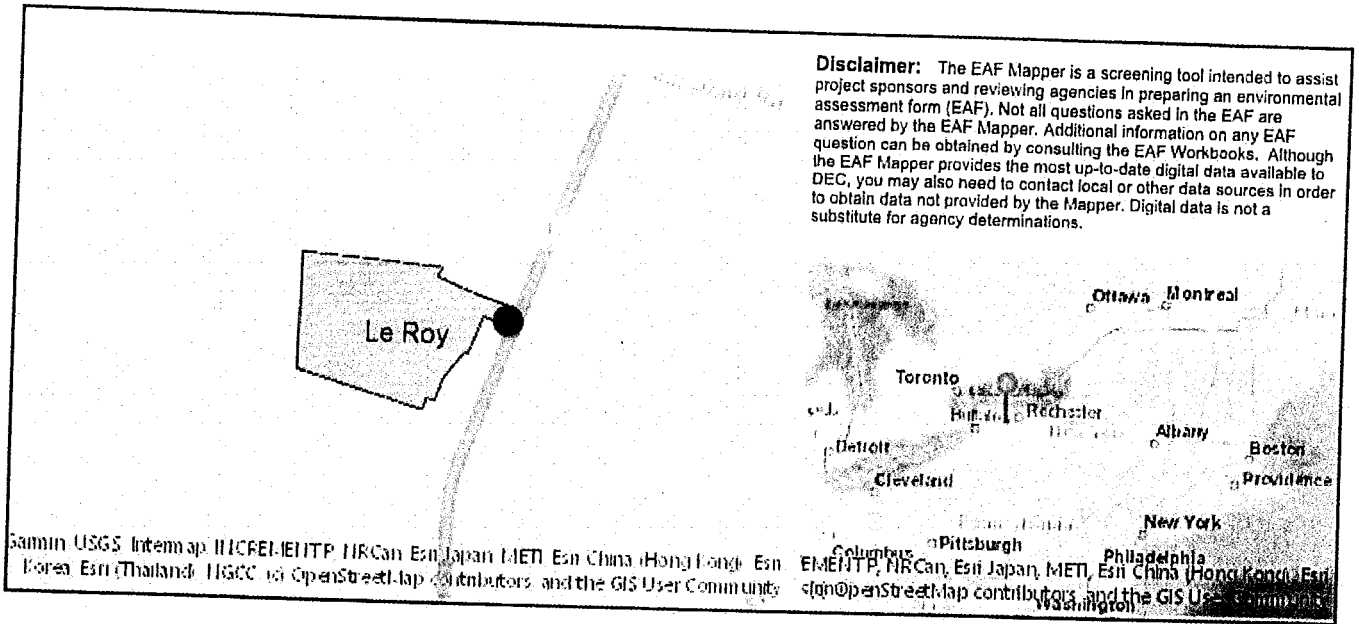 Disclaimer: The EAF Mapper is a screening tool intended to assist
project sponsors and reviewing agencies in preparing an environmental
assessment form (EAF). Not all questions asked in the EAF are
answered by the EAF Mapper. Additional information on any EAF
question can be obtained by consulting the EAF Workbooks. Although
the EAF Mapper provides the most up-to-date digital data available to
DEC, you may also need to contact local or other data sources in order
to obtain data not provided by the Mapper. Digital data is not a
substitute for agency determinations.
Le Roy
Ottawa Montreal
Toronto
Rochester
Detroit
Albany
Boston
Cleveland
Providence
New York
Columbus
Pittsburgh
Philadelphia
Washington
USGS, Intermap, INCREMENT P, NRCan, Esri Japan, METI, Esri China (Hong Kong), Esri
Korea, Esri (Thailand), NGCC, (c) OpenStreetMap contributors, and the GIS User Community
NRCan, Esri Japan, METI, Esri China (Hong Kong), Esri
OpenStreetMap contributors, and the GIS User Community